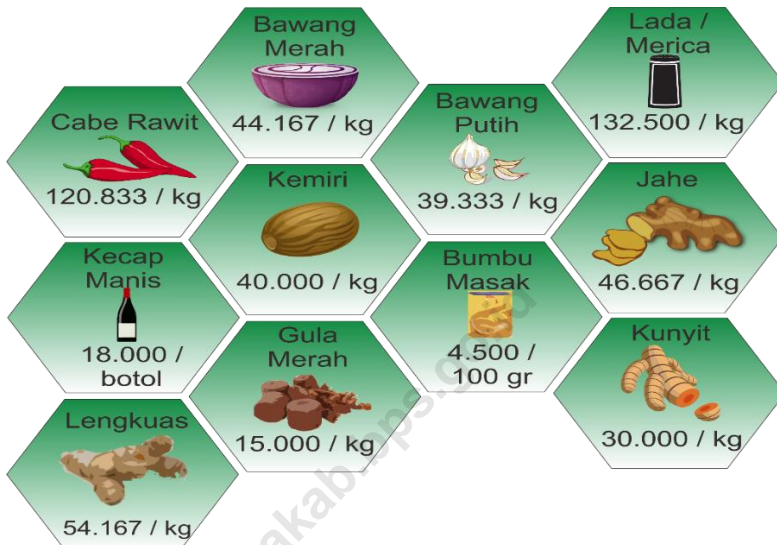 Bawang
Merah
44.167 / kg
Lada /
Merica
132.500 / kg
Cabe Rawit
120.833 / kg
Bawang
Putih
39.333 / kg
Kemiri
40.000 / kg
Jahe
46.667 / kg
Kecap
Manis
18.000 /
botol
Bumbu
Masak
4.500 /
100 gr
Gula
Merah
15.000 / kg
Kunyit
30.000 / kg
Lengkuas
54.167 / kg